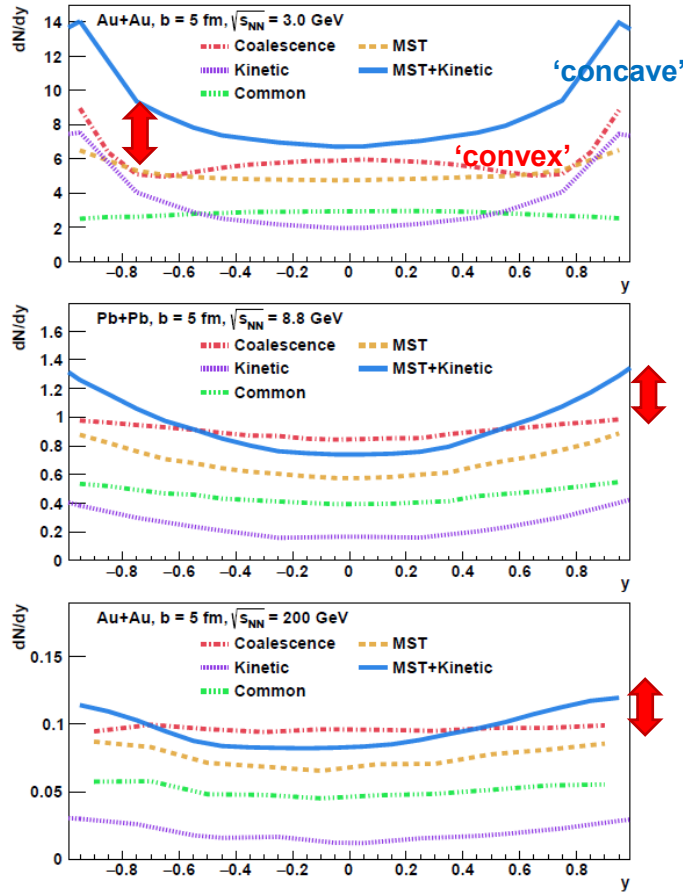 dN/dy
Au+Au, b = 5 fm, √s_NN = 3.0 GeV
Coalescence
MST
Kinetic
MST+Kinetic
Common
'concave'
'convex'
14
12
10
8
6
4
2
0
−0.8 −0.6 −0.4 −0.2 0 0.2 0.4 0.6 0.8
y
dN/dy
Pb+Pb, b = 5 fm, √s_NN = 8.8 GeV
Coalescence
MST
Kinetic
MST+Kinetic
Common
1.6
1.4
1.2
1
0.8
0.6
0.4
0.2
0
−0.8 −0.6 −0.4 −0.2 0 0.2 0.4 0.6 0.8
y
dN/dy
Au+Au, b = 5 fm, √s_NN = 200 GeV
Coalescence
MST
Kinetic
MST+Kinetic
Common
0.15
0.1
0.05
0
−0.8 −0.6 −0.4 −0.2 0 0.2 0.4 0.6 0.8
y